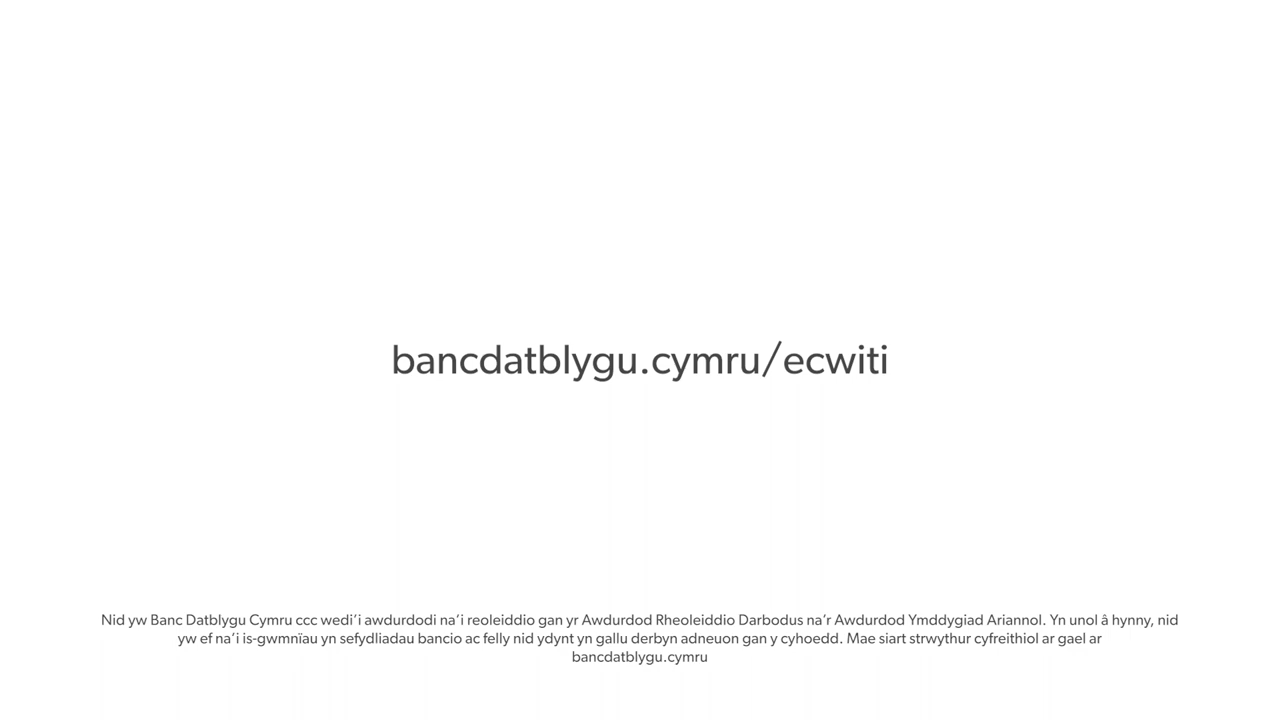 bancdatblygu.cymru/ecwiti
Nid yw Banc Datblygu Cymru ccc wedi’i awdurdodi na’i reoleiddio gan yr Awdurdod Rheoleiddio Darbodus na’r Awdurdod Ymddygiad Ariannol. Yn unol â hynny, nid
yw ef na’i is-gwmnïau yn sefydliadau bancio ac felly nid ydynt yn gallu derbyn adneuon gan y cyhoedd. Mae siart strwythur cyfreithiol ar gael ar
bancdatblygu.cymru